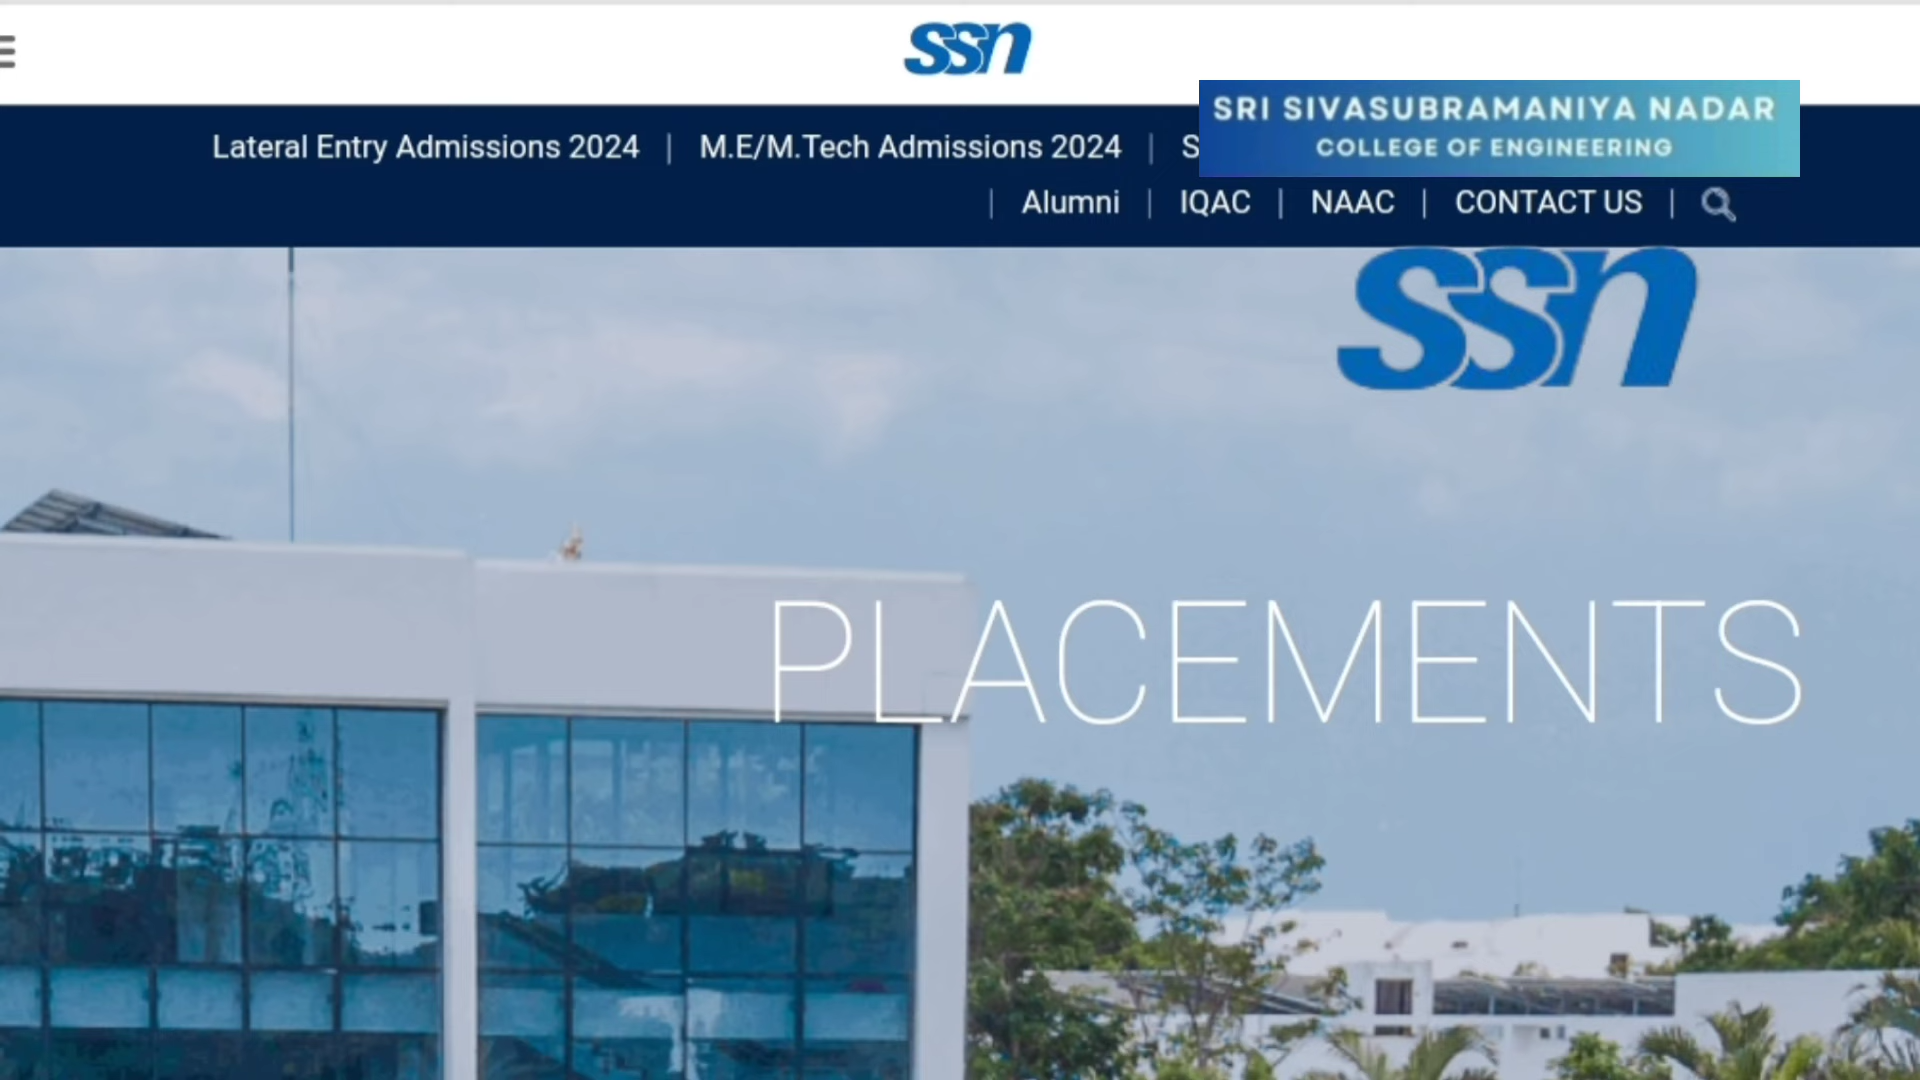 ssn
SRI SIVASUBRAMANIYA NADAR
COLLEGE OF ENGINEERING
Lateral Entry Admissions 2024 | M.E/M.Tech Admissions 2024 | S
| Alumni | IQAC | NAAC | CONTACT US |
ssn
PLACEMENTS